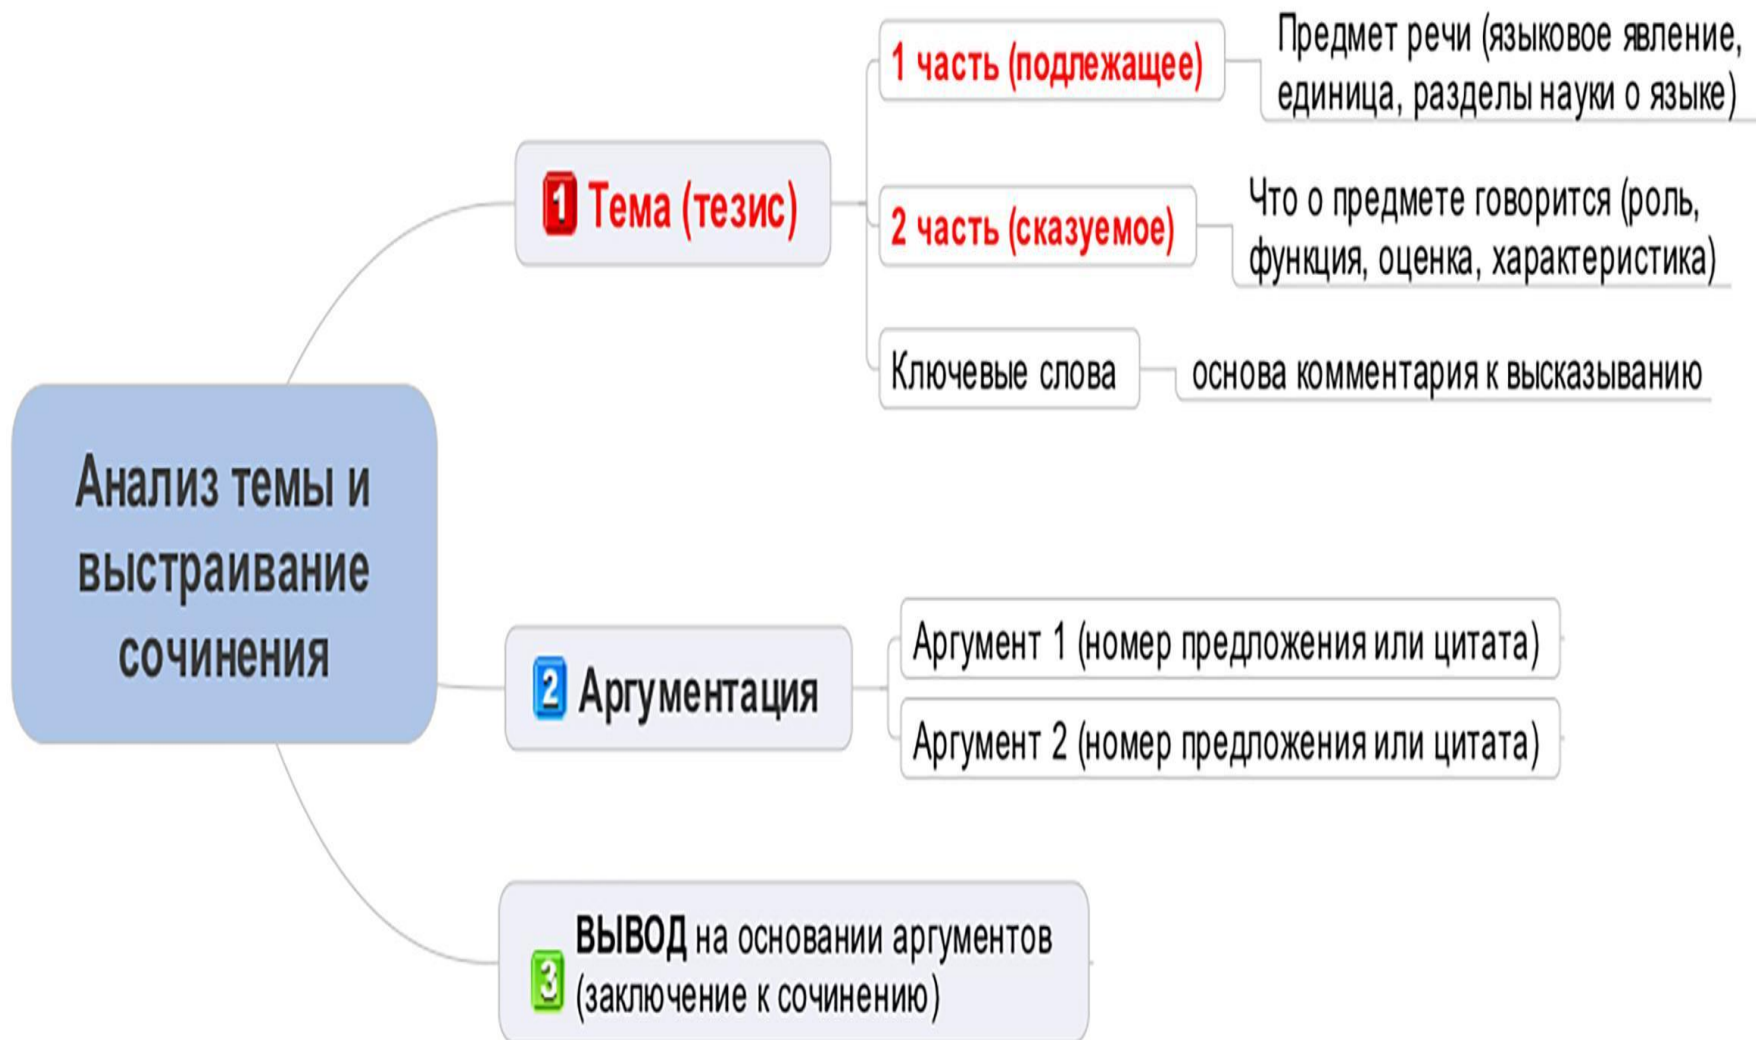 1 часть (подлежащее)
Предмет речи (языковое явление,
единица, разделы науки о языке)
1 Тема (тезис)
2 часть (сказуемое)
Что о предмете говорится (роль,
функция, оценка, характеристика)
Ключевые слова
основа комментария к высказыванию
Анализ темы и
выстраивание
сочинения
2 Аргументация
Аргумент 1 (номер предложения или цитата)
Аргумент 2 (номер предложения или цитата)
3 ВЫВОД на основании аргументов
(заключение к сочинению)